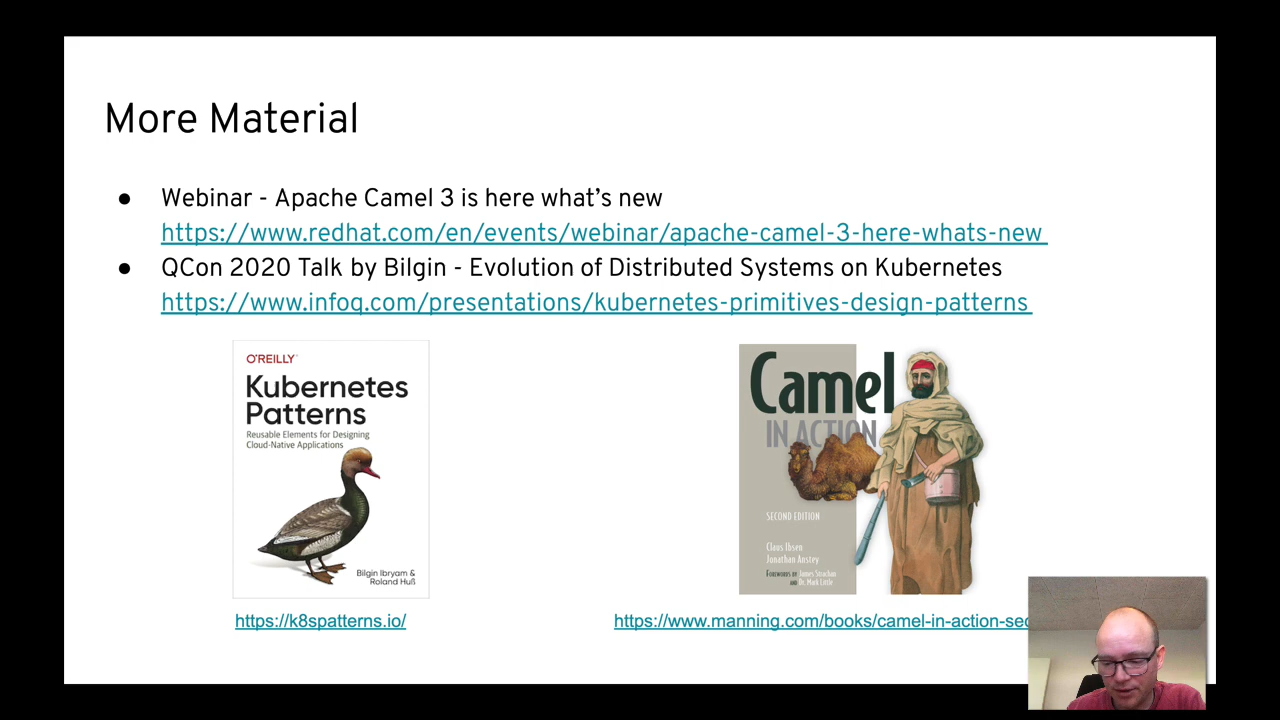 More Material
● Webinar - Apache Camel 3 is here what’s new
https://www.redhat.com/en/events/webinar/apache-camel-3-here-whats-new
● QCon 2020 Talk by Bilgin - Evolution of Distributed Systems on Kubernetes
https://www.infoq.com/presentations/kubernetes-primitives-design-patterns
O'REILLY
Kubernetes
Patterns
Reusable Elements for Designing
Cloud-Native Applications
Bilgin Ibryam &
Roland Huß
https://k8spatterns.io/
Camel
IN ACTION
SECOND EDITION
Claus Ibsen
Jonathan Anstey
FOREWORDS BY James Strachan
AND Dr. Mark Little
https://www.manning.com/books/camel-in-action-sec